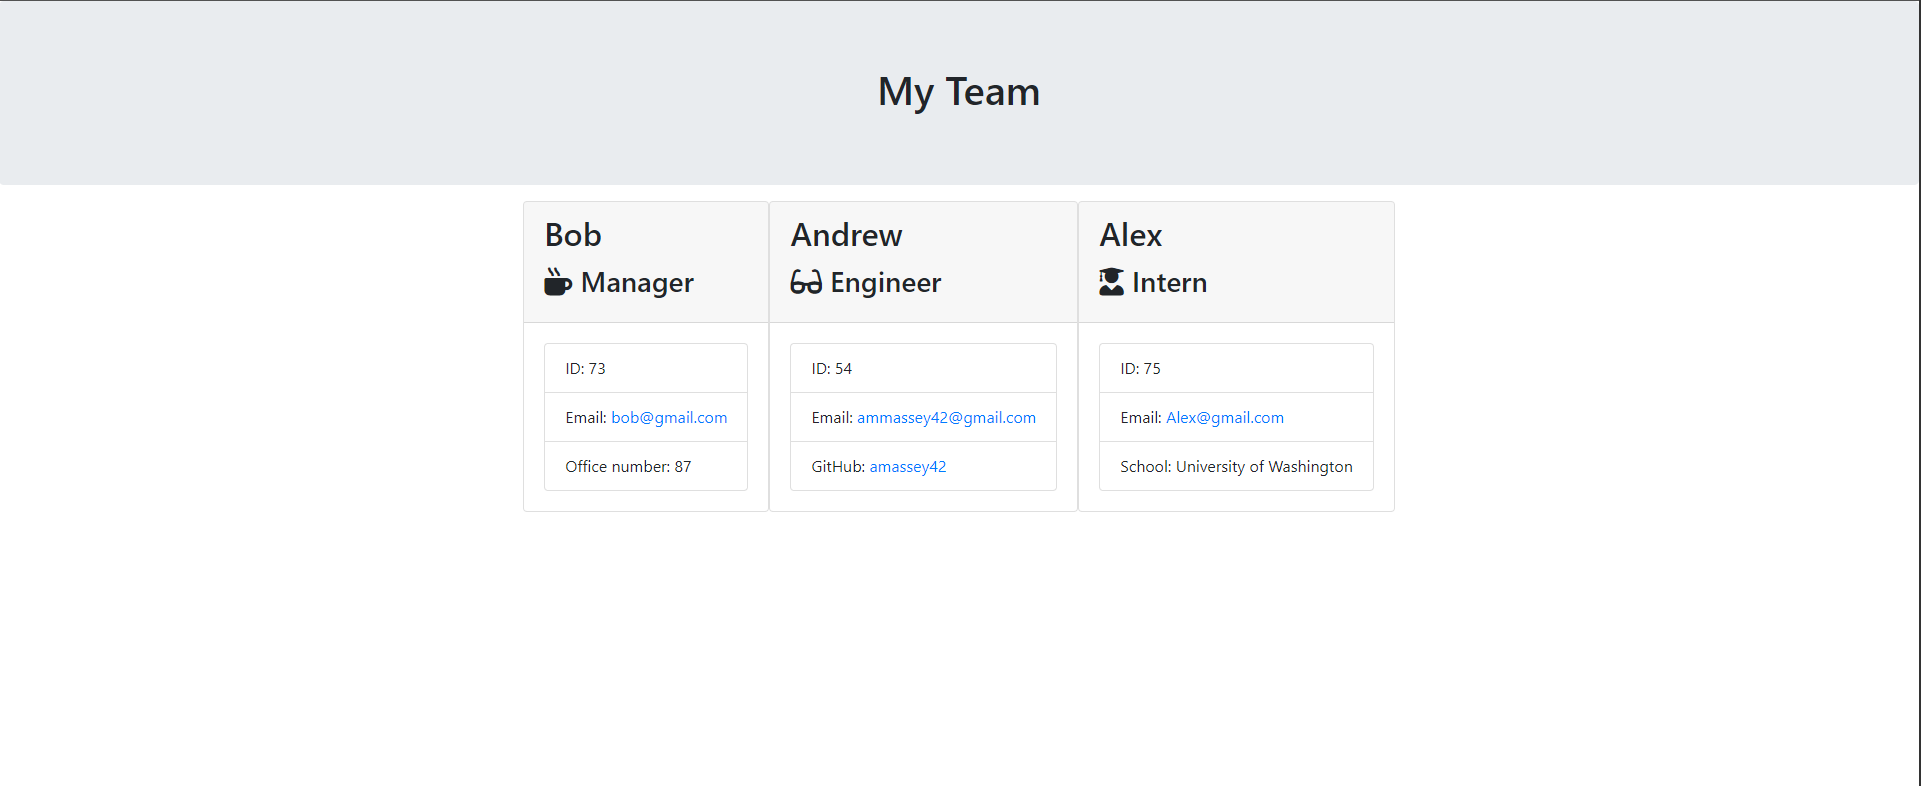 My Team
Bob
Manager
ID: 73
Email: bob@gmail.com
Office number: 87
Andrew
Engineer
ID: 54
Email: ammassey42@gmail.com
GitHub: amassey42
Alex
Intern
ID: 75
Email: Alex@gmail.com
School: University of Washington